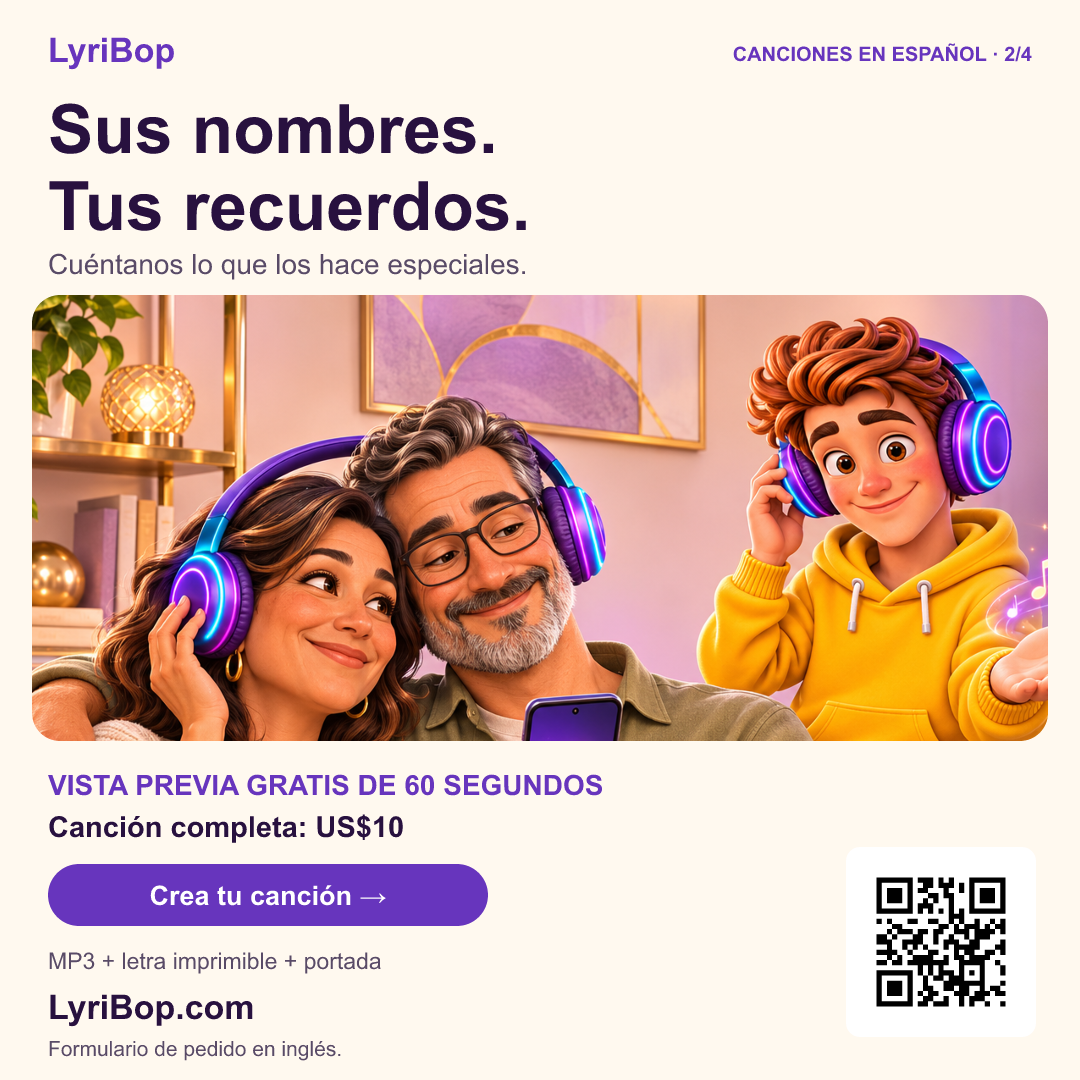 LyriBop
CANCIONES EN ESPAÑOL · 2/4
Sus nombres.
Tus recuerdos.
Cuéntanos lo que los hace especiales.
VISTA PREVIA GRATIS DE 60 SEGUNDOS
Canción completa: US$10
Crea tu canción →
MP3 + letra imprimible + portada
LyriBop.com
Formulario de pedido en inglés.